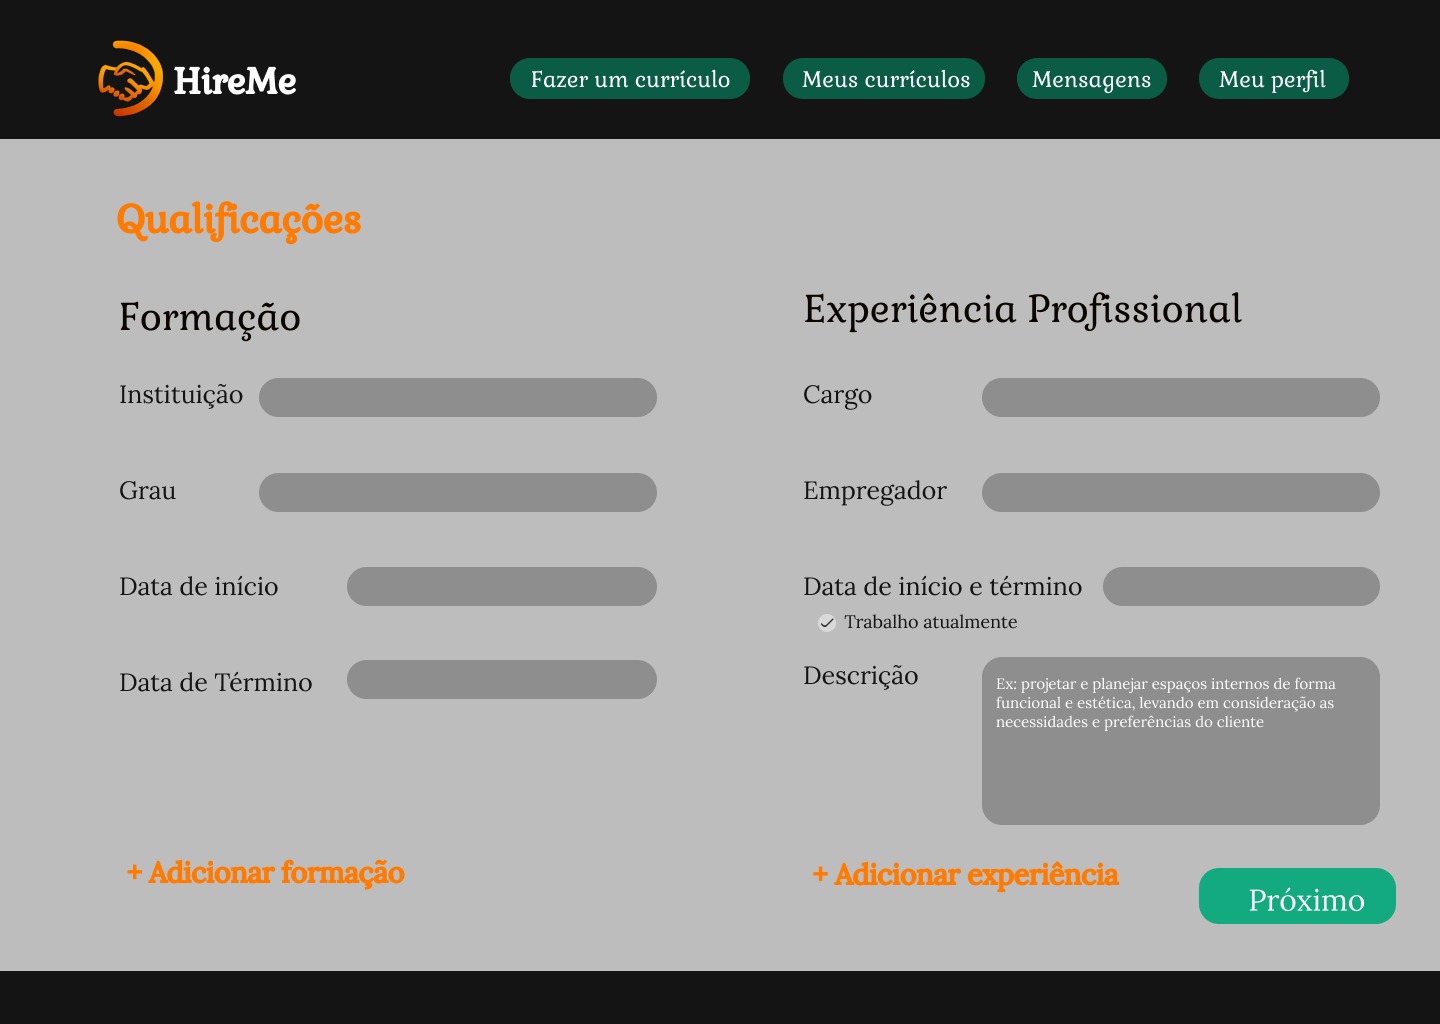 HireMe
Fazer um currículo
Meus currículos
Mensagens
Meu perfil
Qualificações
Formação
Instituição
Grau
Data de início
Data de Término
+ Adicionar formação
Experiência Profissional
Cargo
Empregador
Data de início e término
Trabalho atualmente
Descrição
Ex: projetar e planejar espaços internos de forma
funcional e estética, levando em consideração as
necessidades e preferências do cliente
+ Adicionar experiência
Próximo